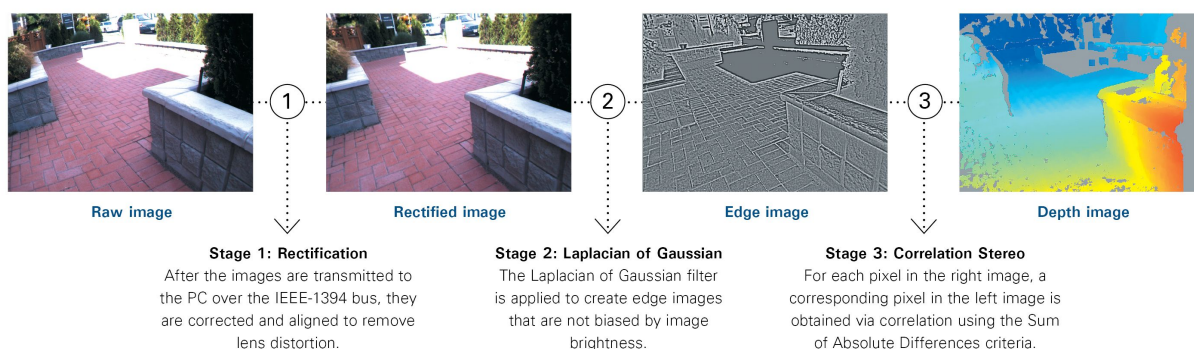 1
2
3
Raw image
Rectified image
Edge image
Depth image
Stage 1: Rectification
After the images are transmitted to
the PC over the IEEE-1394 bus, they
are corrected and aligned to remove
lens distortion.
Stage 2: Laplacian of Gaussian
The Laplacian of Gaussian filter
is applied to create edge images
that are not biased by image
brightness.
Stage 3: Correlation Stereo
For each pixel in the right image, a
corresponding pixel in the left image is
obtained via correlation using the Sum
of Absolute Differences criteria.